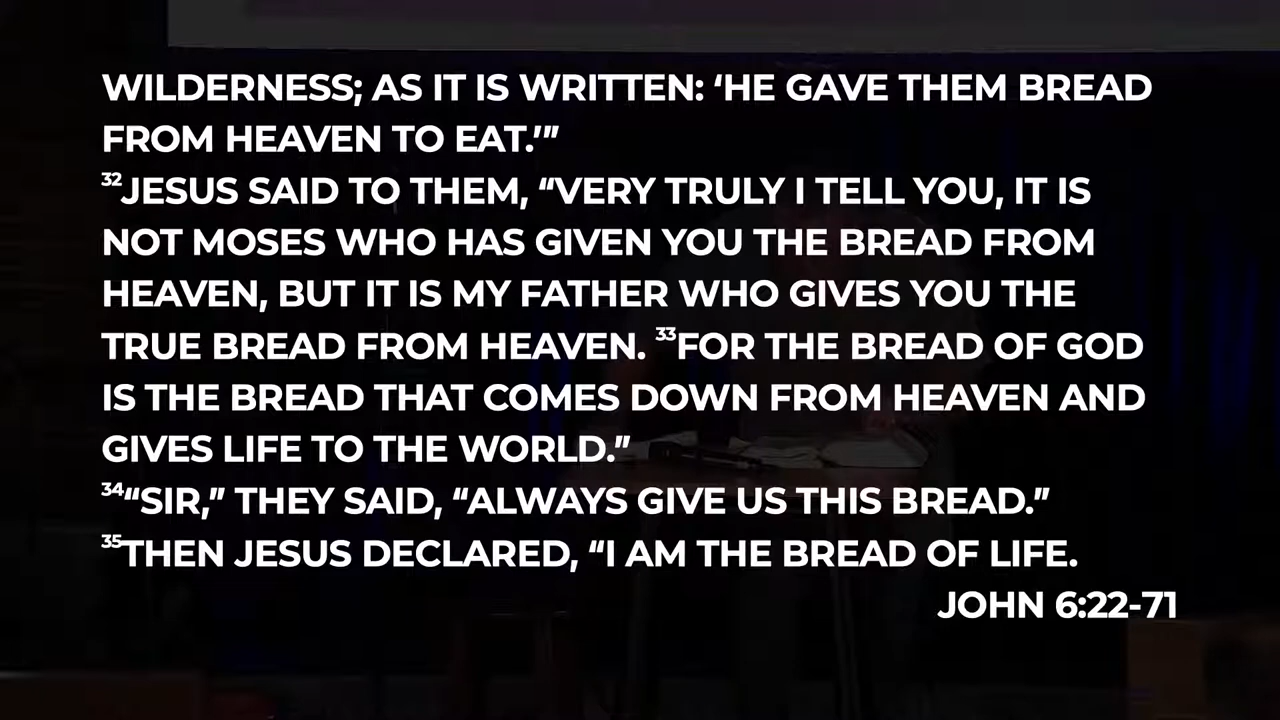 WILDERNESS; AS IT IS WRITTEN: ‘HE GAVE THEM BREAD
FROM HEAVEN TO EAT.’”
³²JESUS SAID TO THEM, “VERY TRULY I TELL YOU, IT IS
NOT MOSES WHO HAS GIVEN YOU THE BREAD FROM
HEAVEN, BUT IT IS MY FATHER WHO GIVES YOU THE
TRUE BREAD FROM HEAVEN. ³³FOR THE BREAD OF GOD
IS THE BREAD THAT COMES DOWN FROM HEAVEN AND
GIVES LIFE TO THE WORLD.”
³⁴“SIR,” THEY SAID, “ALWAYS GIVE US THIS BREAD.”
³⁵THEN JESUS DECLARED, “I AM THE BREAD OF LIFE.
JOHN 6:22-71